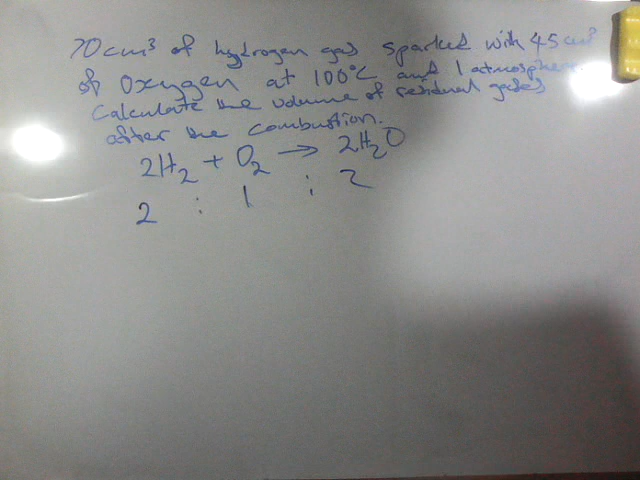 70cm³ of hydrogen gas sparked with 45cm³
of Oxygen at 100°C and 1 atmosphere.
Calculate the volume of residual gases
after the combustion.
2H₂ + O₂ → 2H₂O
2 : 1 : 2